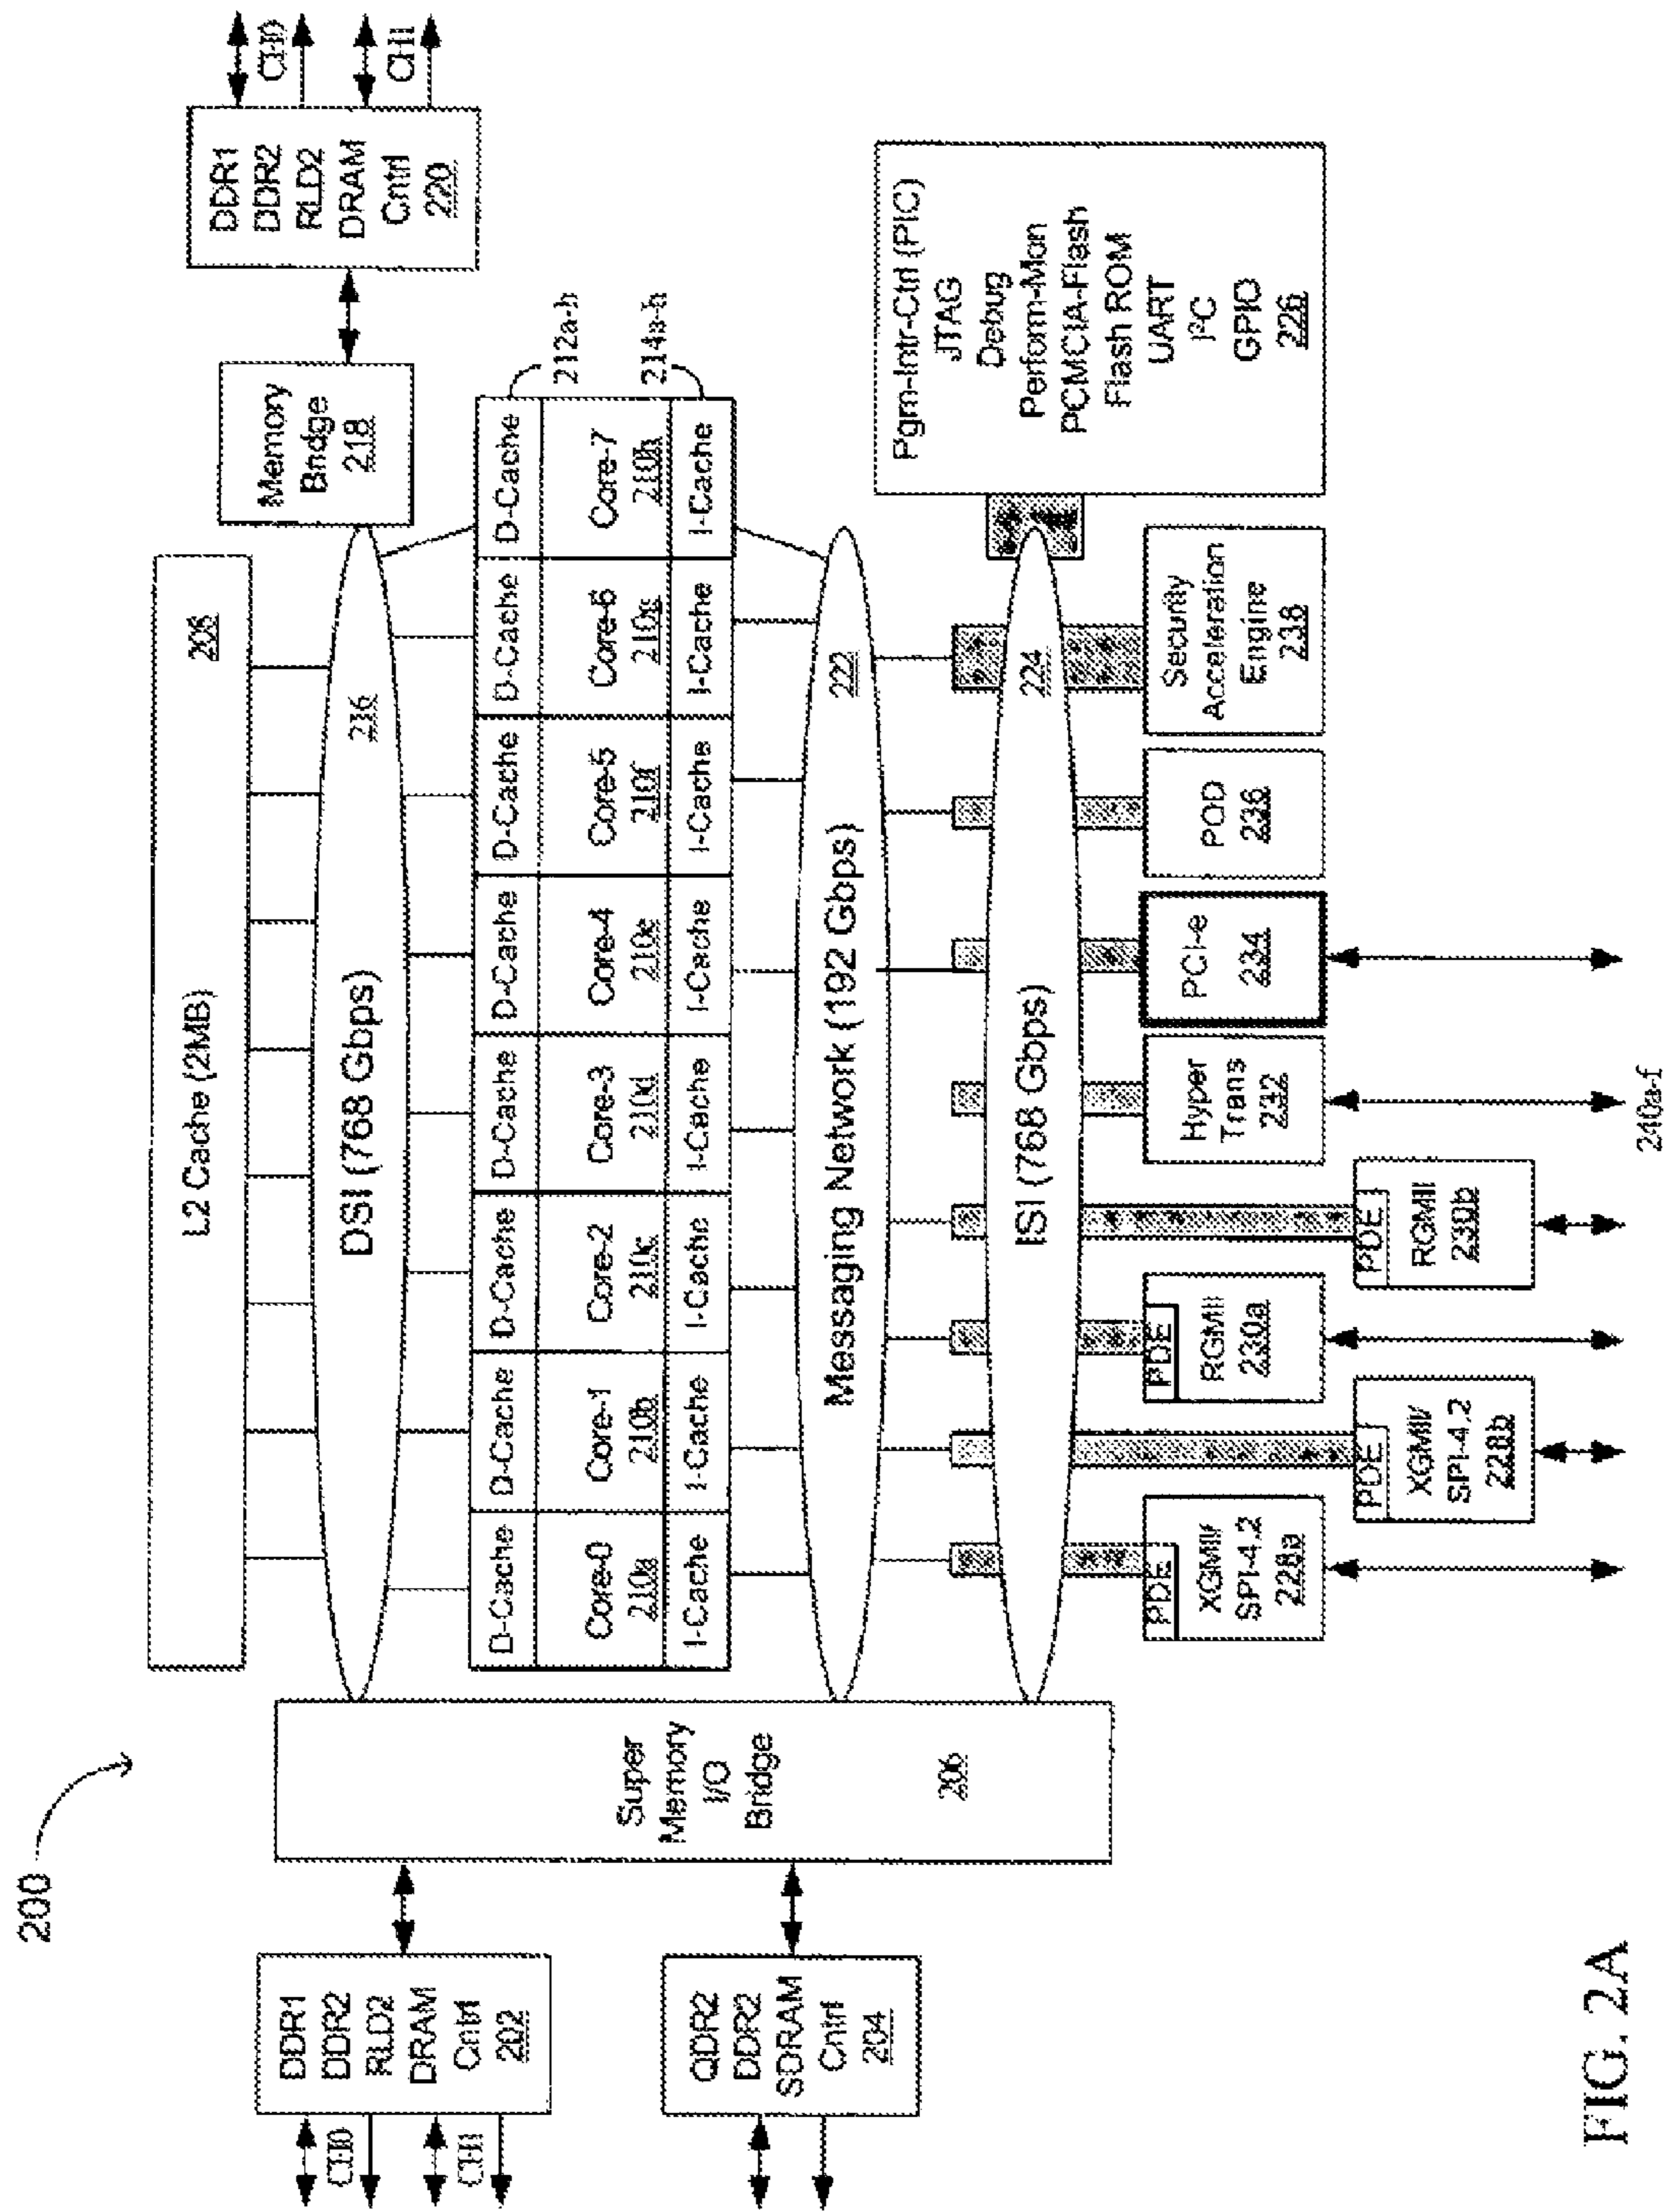 200
DDR1
DDR2
RLD2
DRAM
Cntrl
202
CH0
CH1
QDR2
DDR2
SDRAM
Cntrl
204
Super
Memory
I/O
Bridge
206
L2 Cache (2MB)
208
DSI (768 Gbps)
216
Memory
Bridge
218
DDR1
DDR2
RLD2
DRAM
Cntrl
220
CH0
CH1
D-Cache D-Cache D-Cache D-Cache D-Cache D-Cache D-Cache D-Cache
212a-h
Core-0 Core-1 Core-2 Core-3 Core-4 Core-5 Core-6 Core-7
210a 210b 210c 210d 210e 210f 210g 210h
I-Cache I-Cache I-Cache I-Cache I-Cache I-Cache I-Cache I-Cache
214a-h
Messaging Network (192 Gbps)
222
ISI (768 Gbps)
224
Pgm-Intr-Ctrl (PIC)
JTAG
Debug
Perform-Mon
PCMCIA-Flash
Flash ROM
UART
I²C
GPIO
226
PDE
XGMII/
SPI-4.2
228a
PDE
XGMII/
SPI-4.2
228b
PDE
RGMII
230a
PDE
RGMII
230b
Hyper
Trans
232
PCI-e
234
POD
236
Security
Acceleration
Engine
238
240a-f
FIG. 2A